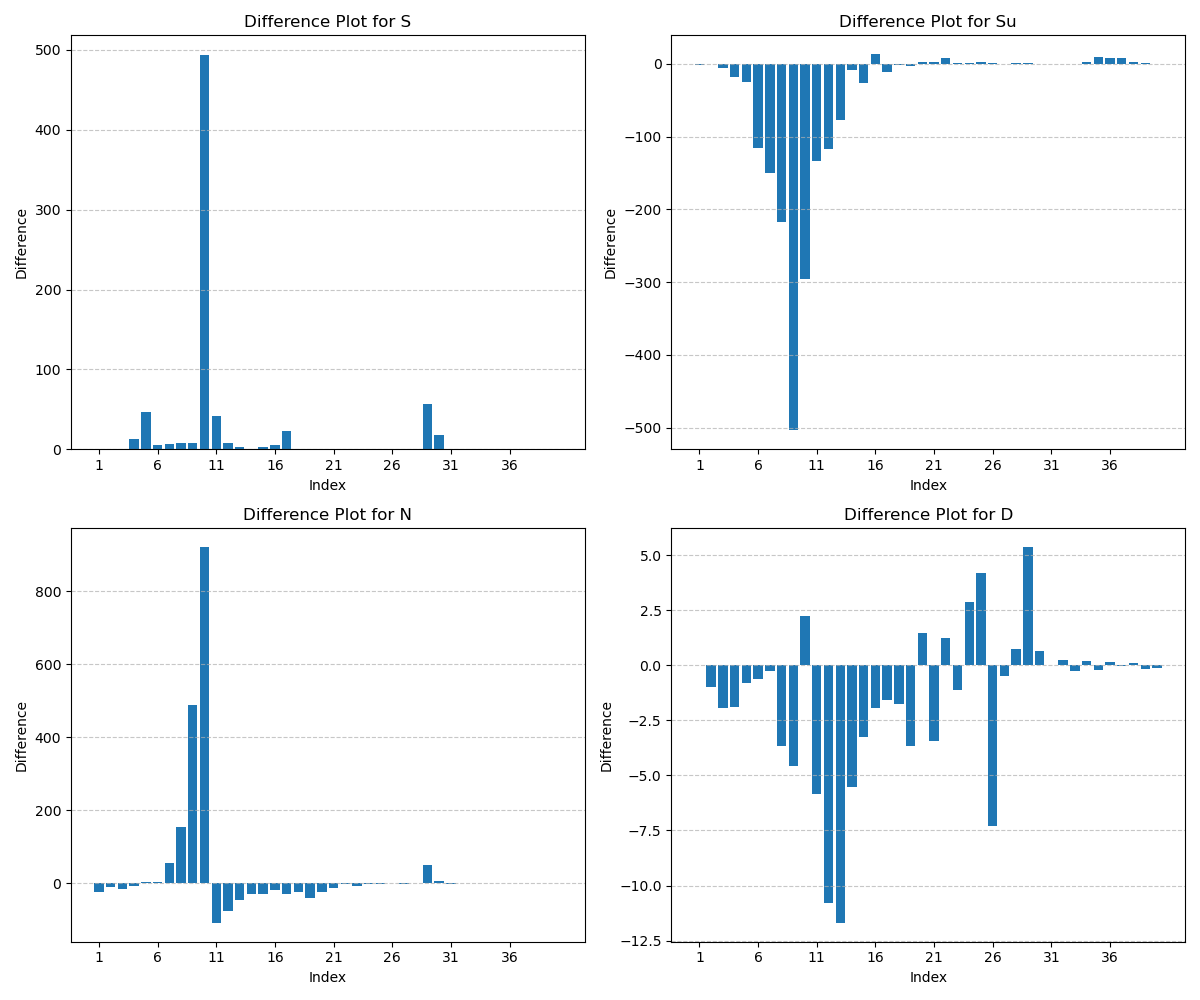 Difference Plot for S
500
400
300
200
100
0
Difference
1 6 11 16 21 26 31 36
Index
Difference Plot for Su
0
−100
−200
−300
−400
−500
Difference
1 6 11 16 21 26 31 36
Index
Difference Plot for N
800
600
400
200
0
Difference
1 6 11 16 21 26 31 36
Index
Difference Plot for D
5.0
2.5
0.0
−2.5
−5.0
−7.5
−10.0
−12.5
Difference
1 6 11 16 21 26 31 36
Index